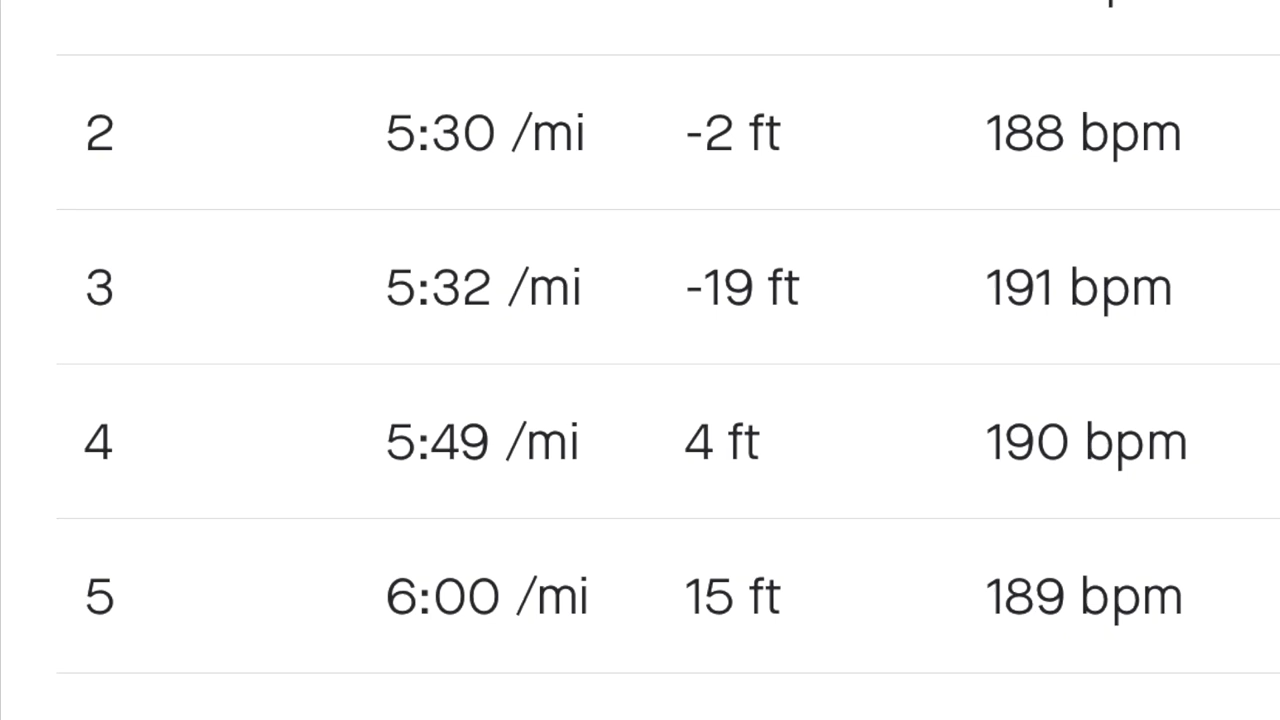 2 5:30 /mi -2 ft 188 bpm
3 5:32 /mi -19 ft 191 bpm
4 5:49 /mi 4 ft 190 bpm
5 6:00 /mi 15 ft 189 bpm